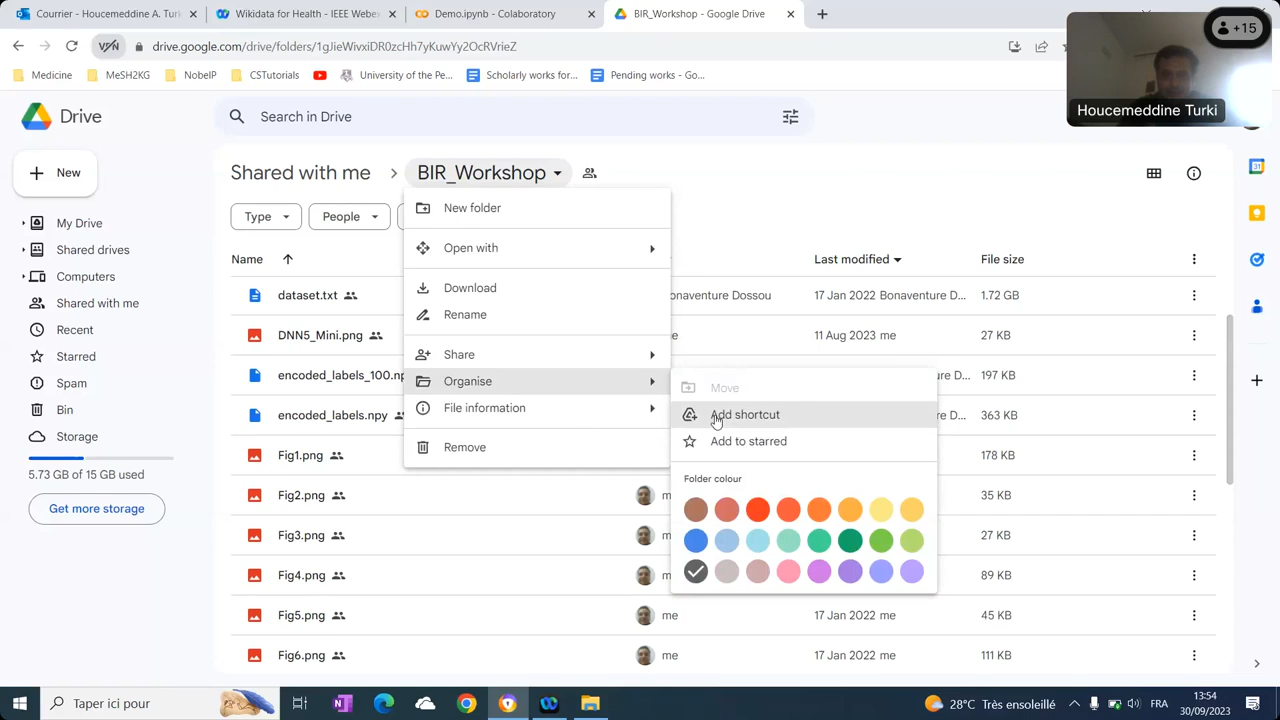 Courrier - Houcemeddine A. Turk
Wikidata for Health - IEEE Webex
Demo.ipynb - Colaboratory
BIR_Workshop - Google Drive
VPN
drive.google.com/drive/folders/1gJieWivxiDR0zcHh7yKuwYy2OcRVrieZ
Medicine
MeSH2KG
NobelP
CSTutorials
University of the Pe...
Scholarly works for...
Pending works - Go...
+15
Houcemeddine Turki
Drive
Search in Drive
New
Shared with me
BIR_Workshop
Type
People
My Drive
Shared drives
Computers
Shared with me
Recent
Starred
Spam
Bin
Storage
5.73 GB of 15 GB used
Get more storage
New folder
Open with
Download
Rename
Share
Organise
File information
Remove
Move
Add shortcut
Add to starred
Folder colour
Name
Last modified
File size
dataset.txt
onaventure Dossou
17 Jan 2022 Bonaventure D...
1.72 GB
DNN5_Mini.png
e
11 Aug 2023 me
27 KB
encoded_labels_100.np
ure D...
197 KB
encoded_labels.npy
ure D...
363 KB
Fig1.png
178 KB
Fig2.png
m
35 KB
Fig3.png
m
27 KB
Fig4.png
m
89 KB
Fig5.png
me
17 Jan 2022 me
45 KB
Fig6.png
me
17 Jan 2022 me
111 KB
31
Taper ici pour
28°C Très ensoleillé
FRA
13:54
30/09/2023